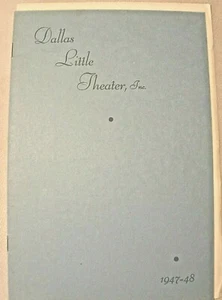 Dallas
Little
Theater, Inc.
1947-48